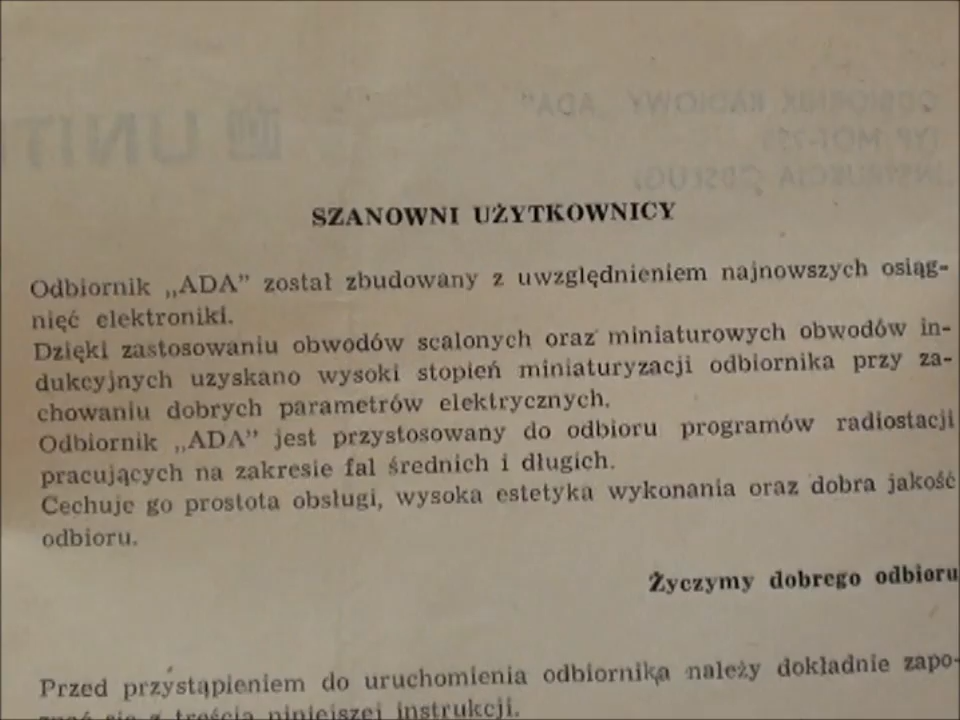 SZANOWNI UŻYTKOWNICY
Odbiornik „ADA” został zbudowany z uwzględnieniem najnowszych osiąg-
nięć elektroniki.
Dzięki zastosowaniu obwodów scalonych oraz miniaturowych obwodów in-
dukcyjnych uzyskano wysoki stopień miniaturyzacji odbiornika przy za-
chowaniu dobrych parametrów elektrycznych.
Odbiornik „ADA” jest przystosowany do odbioru programów radiostacji
pracujących na zakresie fal średnich i długich.
Cechuje go prostota obsługi, wysoka estetyka wykonania oraz dobra jakość
odbioru.
Życzymy dobrego odbioru
Przed przystąpieniem do uruchomienia odbiornika należy dokładnie zapo-
znać się z treścią niniejszej instrukcji.